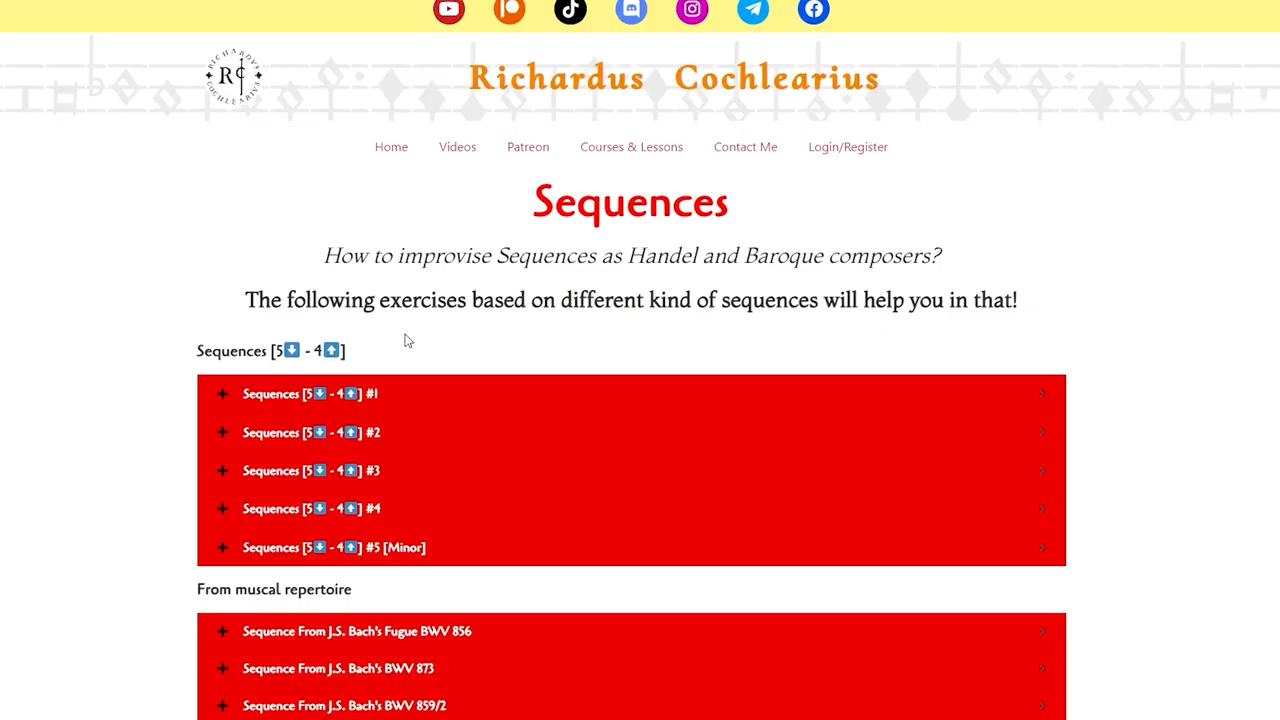 RICHARDVS COCHLEARIVS
Richardus Cochlearius
Home Videos Patreon Courses & Lessons Contact Me Login/Register
Sequences
How to improvise Sequences as Handel and Baroque composers?
The following exercises based on different kind of sequences will help you in that!
Sequences [5⬇️ - 4⬆️]
Sequences [5⬇️ - 4⬆️] #1
Sequences [5⬇️ - 4⬆️] #2
Sequences [5⬇️ - 4⬆️] #3
Sequences [5⬇️ - 4⬆️] #4
Sequences [5⬇️ - 4⬆️] #5 [Minor]
From muscal repertoire
Sequence From J.S. Bach's Fugue BWV 856
Sequence From J.S. Bach's BWV 873
Sequence From J.S. Bach's BWV 859/2